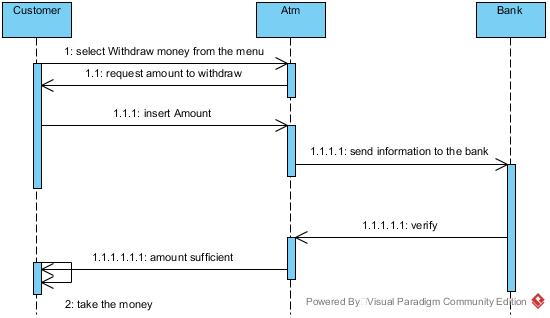 Customer
Atm
Bank
1: select Withdraw money from the menu
1.1: request amount to withdraw
1.1.1: insert Amount
1.1.1.1: send information to the bank
1.1.1.1.1: verify
1.1.1.1.1.1: amount sufficient
2: take the money
Powered By Visual Paradigm Community Edition